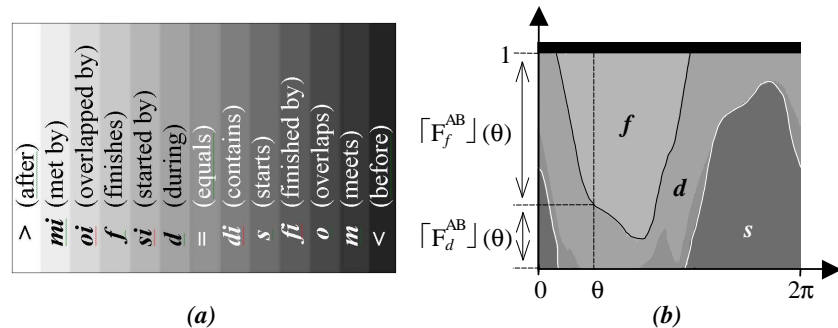 > (after)
mi (met by)
oi (overlapped by)
f (finishes)
si (started by)
d (during)
= (equals)
di (contains)
s (starts)
fi (finished by)
o (overlaps)
m (meets)
< (before)
(a)
1
⌈F_f^AB⌋(θ)
⌈F_d^AB⌋(θ)
f
d
s
0
θ
2π
(b)